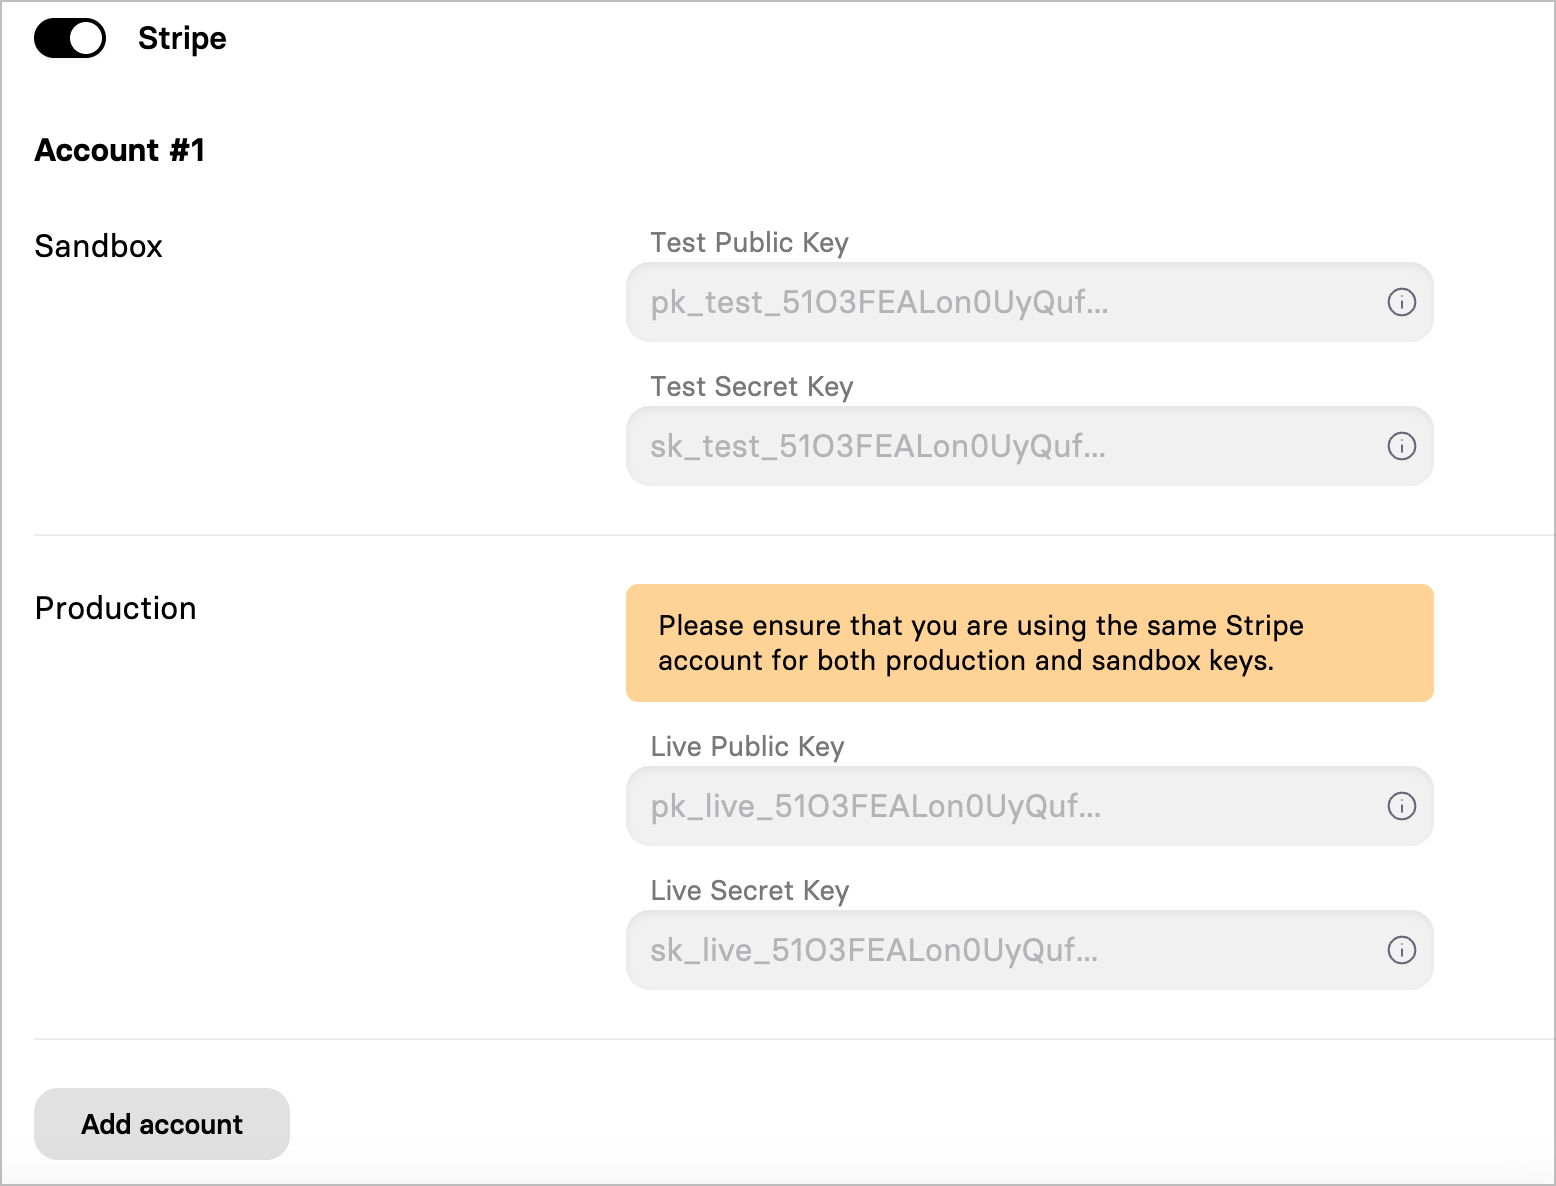 Stripe
Account #1
Sandbox
Test Public Key
pk_test_51O3FEALon0UyQuf...
Test Secret Key
sk_test_51O3FEALon0UyQuf...
Production
Please ensure that you are using the same Stripe
account for both production and sandbox keys.
Live Public Key
pk_live_51O3FEALon0UyQuf...
Live Secret Key
sk_live_51O3FEALon0UyQuf...
Add account